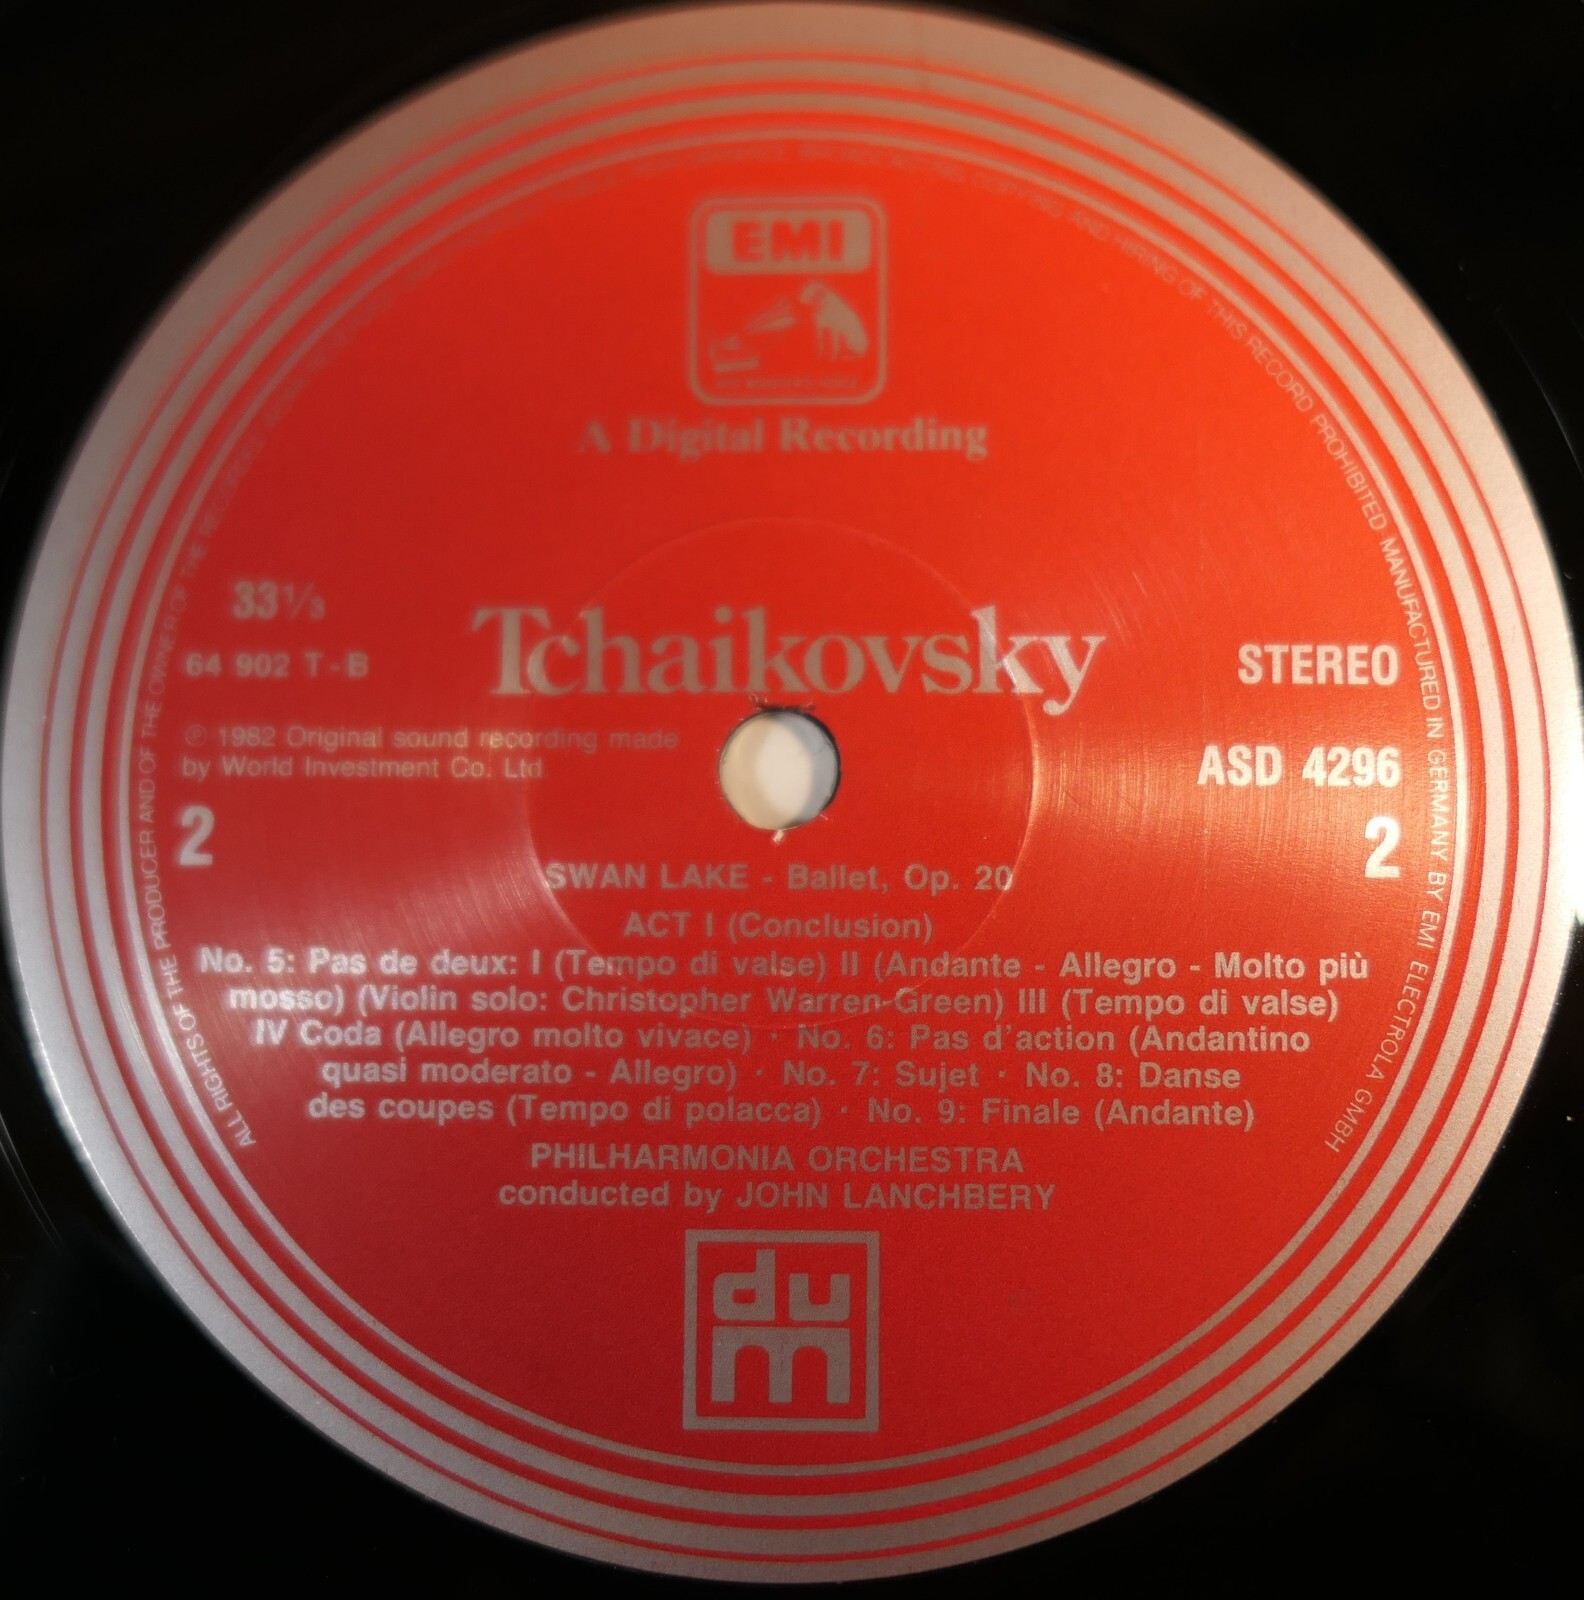 EMI
A Digital Recording
33⅓
64 902 T-B
Tchaikovsky
STEREO
℗ 1982 Original sound recording made
by World Investment Co. Ltd
ASD 4296
2
2
SWAN LAKE - Ballet, Op. 20
ACT I (Conclusion)
No. 5: Pas de deux: I (Tempo di valse) II (Andante - Allegro - Molto più
mosso) (Violin solo: Christopher Warren-Green) III (Tempo di valse)
IV Coda (Allegro molto vivace) · No. 6: Pas d'action (Andantino
quasi moderato - Allegro) · No. 7: Sujet · No. 8: Danse
des coupes (Tempo di polacca) · No. 9: Finale (Andante)
PHILHARMONIA ORCHESTRA
conducted by JOHN LANCHBERY
dum
ALL RIGHTS OF THE PRODUCER AND OF THE OWNER OF THE COPYING AND HIRING OF THIS RECORD PROHIBITED MANUFACTURED IN GERMANY BY EMI ELECTROLA GMBH